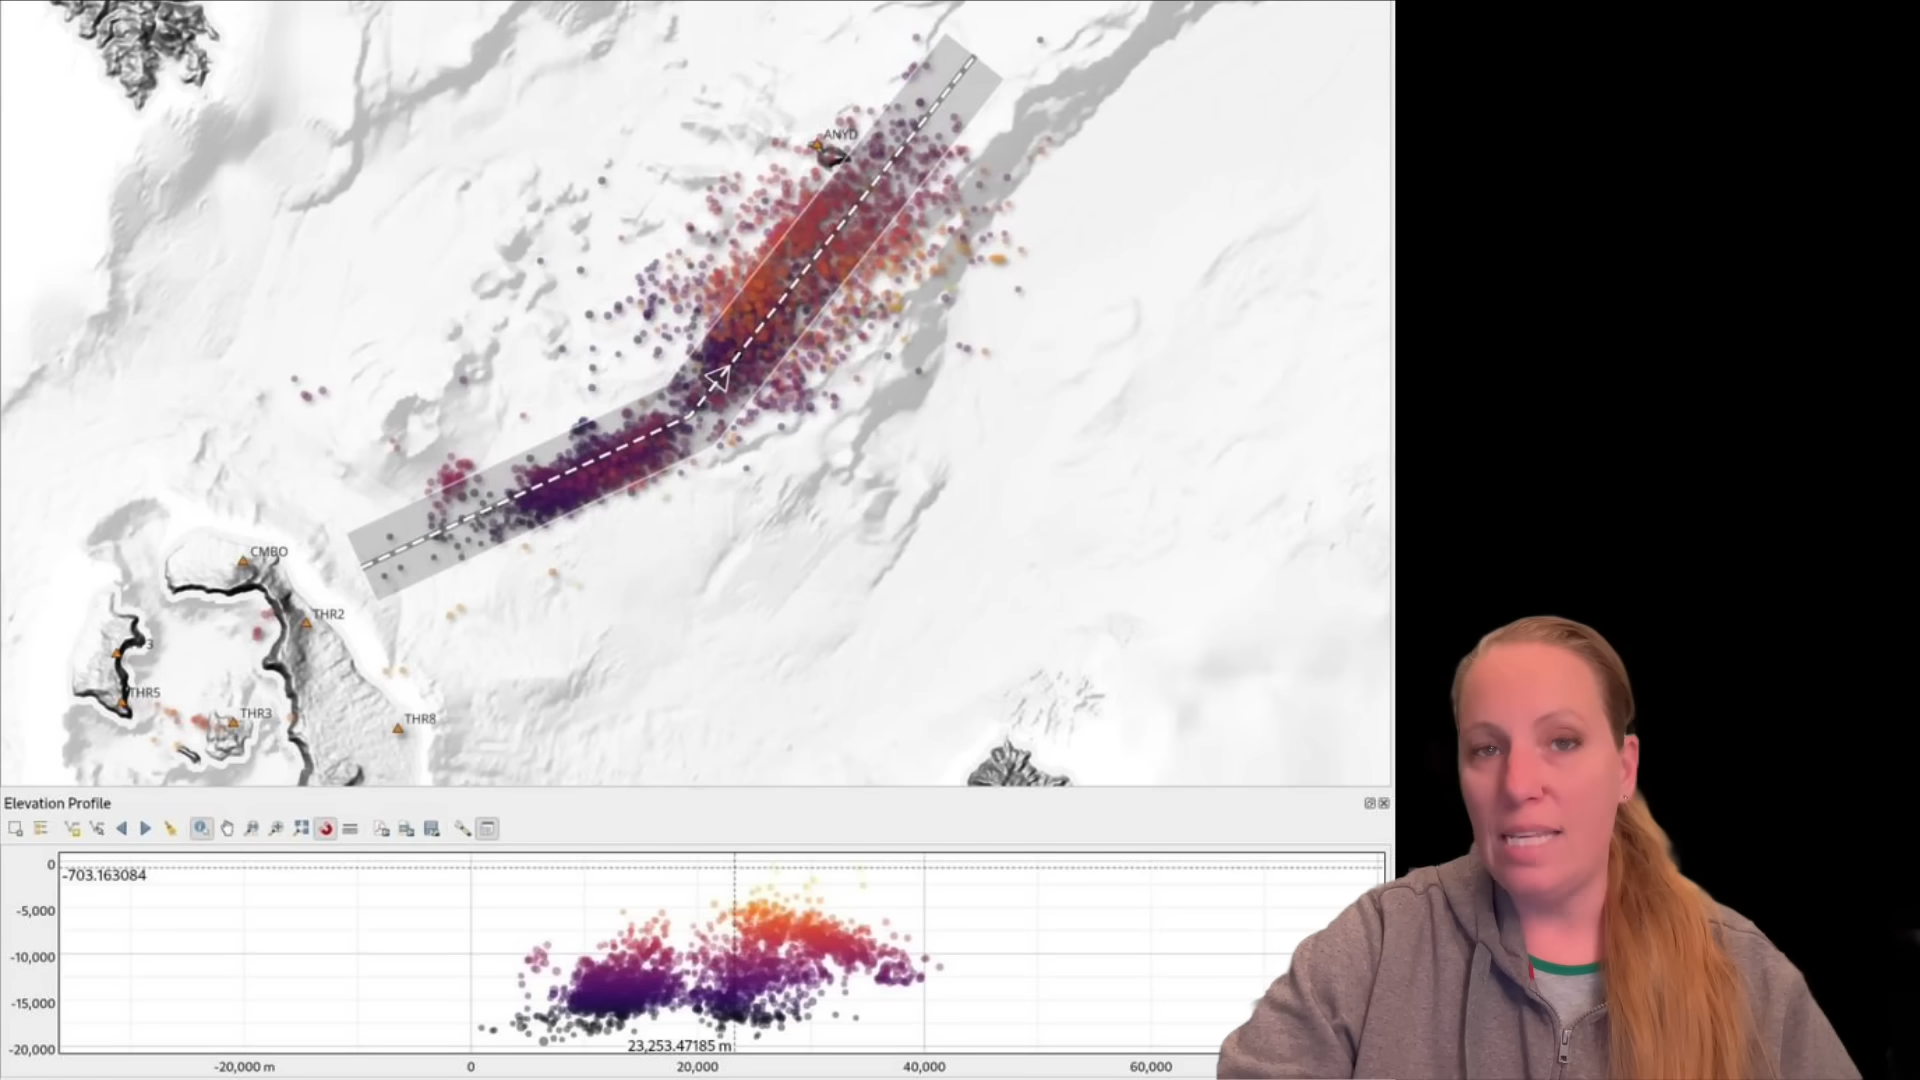 ANYD
CMBO
THR2
3
THR5
THR3
THR8
Elevation Profile
0
-703.163084
-5,000
-10,000
-15,000
-20,000
23,253.47185 m
-20,000 m
0
20,000
40,000
60,000